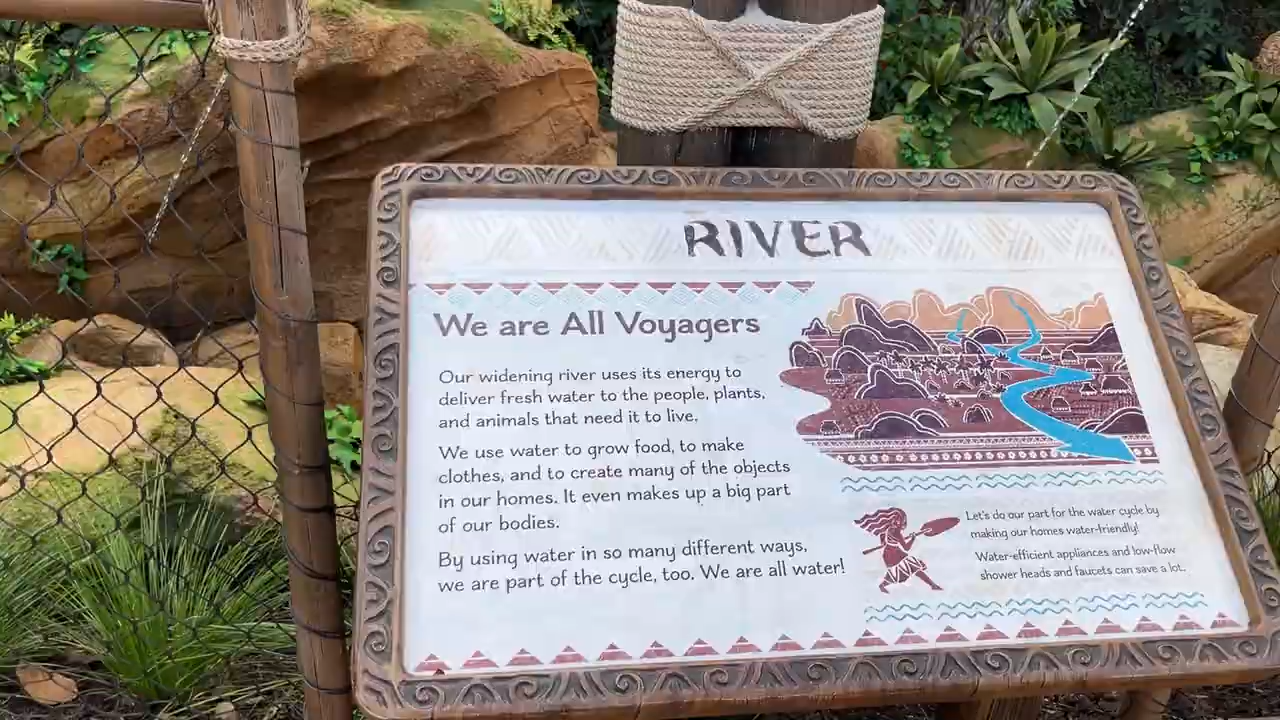 RIVER
We are All Voyagers
Our widening river uses its energy to
deliver fresh water to the people, plants,
and animals that need it to live.
We use water to grow food, to make
clothes, and to create many of the objects
in our homes. It even makes up a big part
of our bodies.
By using water in so many different ways,
we are part of the cycle, too. We are all water!
Let's do our part for the water cycle by
making our homes water-friendly!
Water-efficient appliances and low-flow
shower heads and faucets can save a lot.